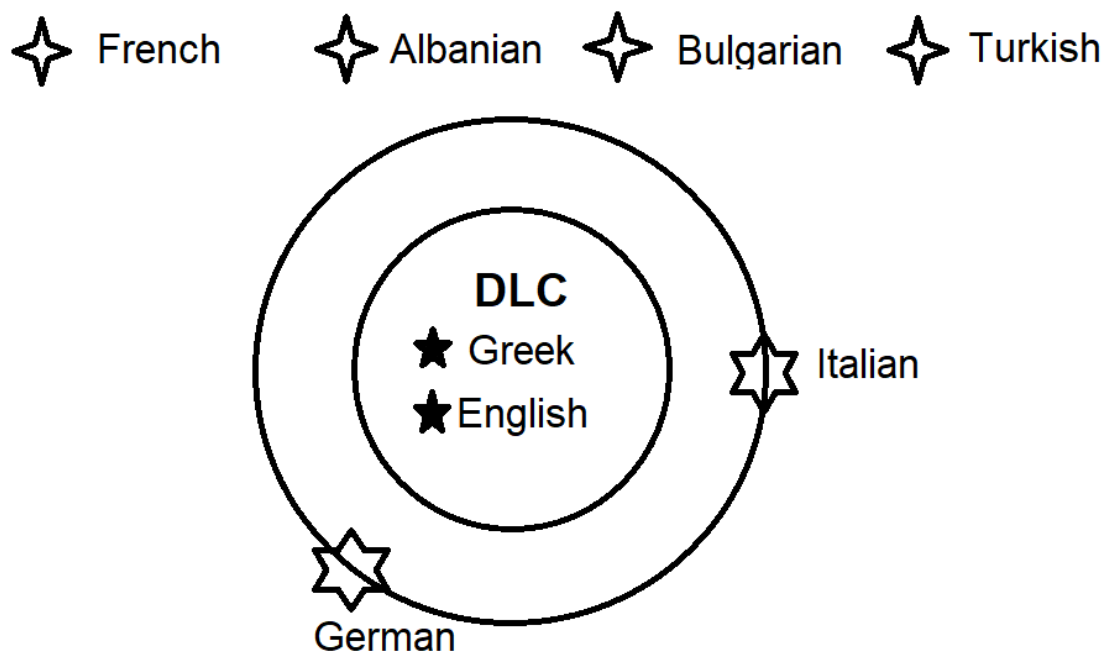 French Albanian Bulgarian Turkish
DLC
Greek
English
Italian
German